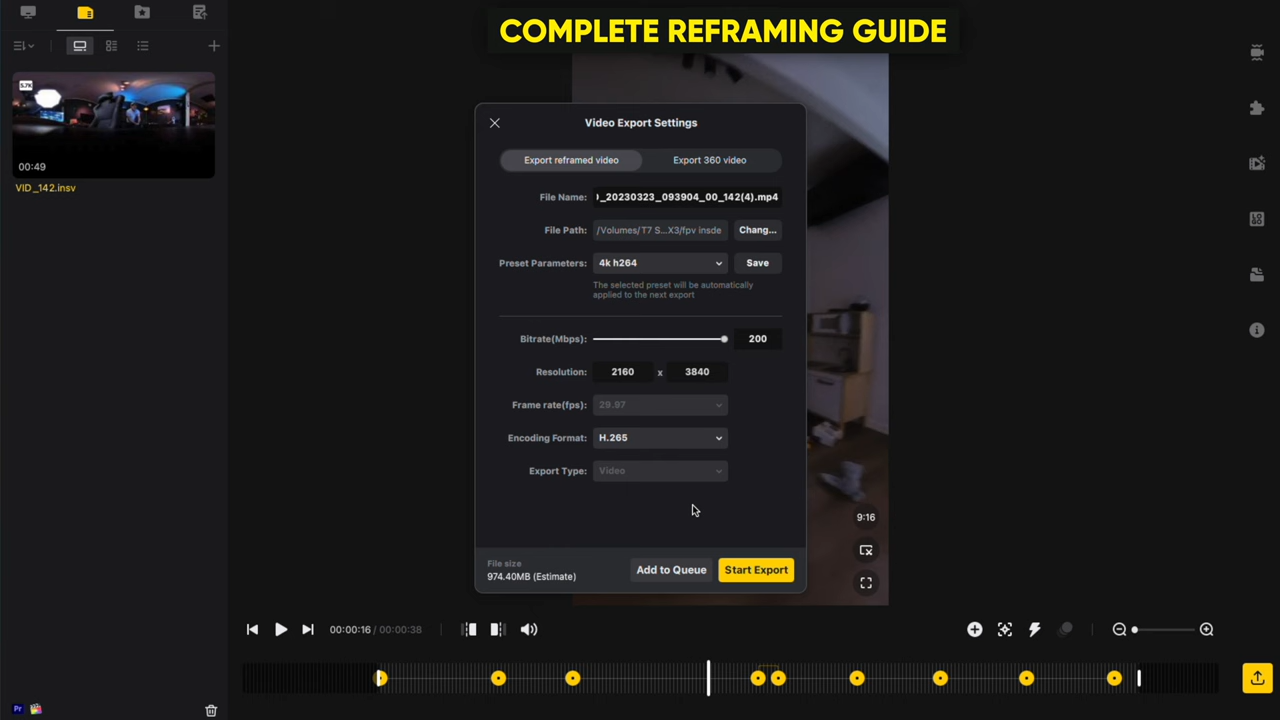 COMPLETE REFRAMING GUIDE
5.7K
00:49
VID_142.insv
Video Export Settings
Export reframed video
Export 360 video
File Name:
_20230323_093904_00_142(4).mp4
File Path:
/Volumes/T7 S...X3/fpv insde
Chang...
Preset Parameters:
4k h264
Save
The selected preset will be automatically
applied to the next export
Bitrate(Mbps):
200
Resolution:
2160 x 3840
Frame rate(fps):
29.97
Encoding Format:
H.265
Export Type:
Video
File size
974.40MB (Estimate)
Add to Queue
Start Export
9:16
00:00:16 / 00:00:38
Pr